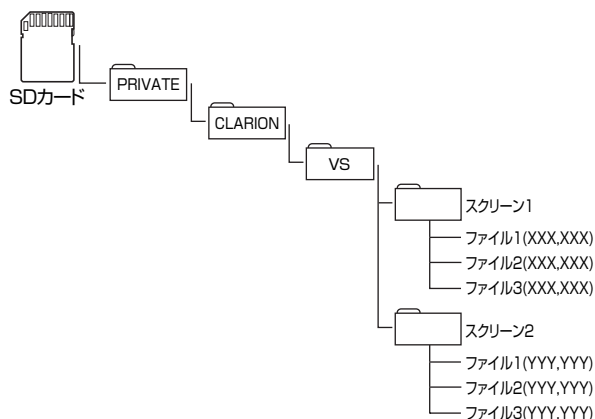 SDカード
PRIVATE
CLARION
VS
スクリーン1
ファイル1(XXX,XXX)
ファイル2(XXX,XXX)
ファイル3(XXX,XXX)
スクリーン2
ファイル1(YYY,YYY)
ファイル2(YYY,YYY)
ファイル3(YYY,YYY)